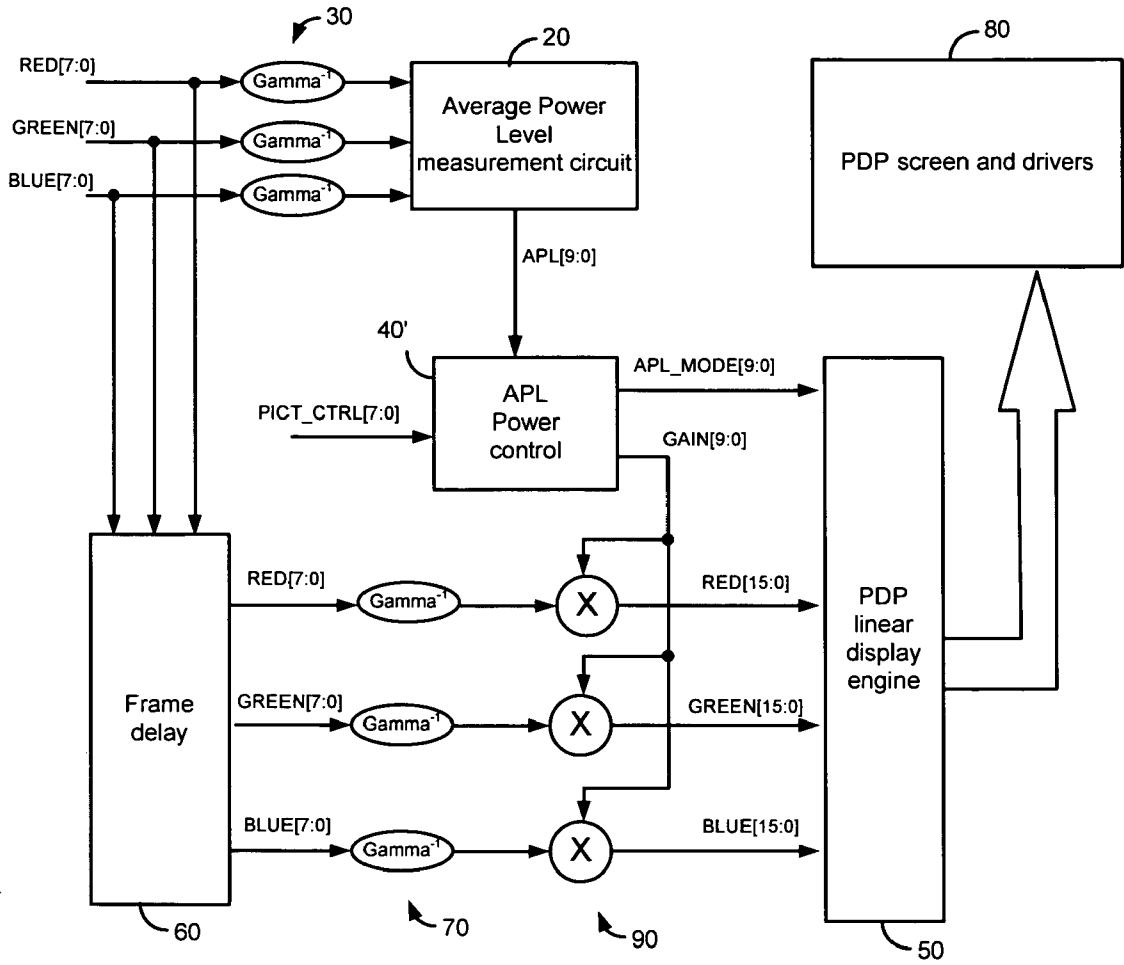 30
20
80
RED[7:0]
Gamma-1
GREEN[7:0]
Gamma-1
BLUE[7:0]
Gamma-1
Average Power
Level
measurement circuit
PDP screen and drivers
APL[9:0]
40'
APL
Power
control
APL_MODE[9:0]
PICT_CTRL[7:0]
GAIN[9:0]
RED[7:0]
Gamma-1
X
RED[15:0]
Frame
delay
GREEN[7:0]
Gamma-1
X
GREEN[15:0]
BLUE[7:0]
Gamma-1
X
BLUE[15:0]
PDP
linear
display
engine
60
70
90
50